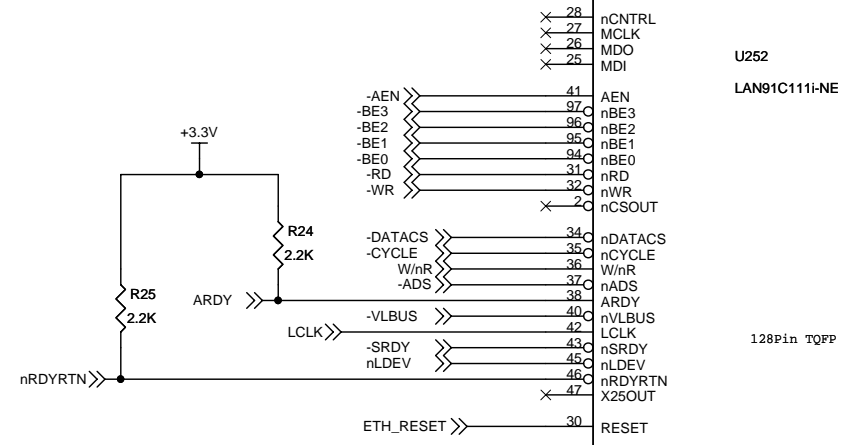 28 nCNTRL
27 MCLK
26 MDO
25 MDI
U252
LAN91C111i-NE
-AEN 41 AEN
-BE3 97 nBE3
-BE2 96 nBE2
-BE1 95 nBE1
-BE0 94 nBE0
-RD 31 nRD
-WR 32 nWR
2 nCSOUT
+3.3V
R24
2.2K
-DATACS 34 nDATACS
-CYCLE 35 nCYCLE
W/nR 36 W/nR
-ADS 37 nADS
R25
2.2K
ARDY 38 ARDY
-VLBUS 40 nVLBUS
LCLK 42 LCLK
-SRDY 43 nSRDY
nLDEV 45 nLDEV
nRDYRTN 46 nRDYRTN
47 X25OUT
128Pin TQFP
ETH_RESET 30 RESET